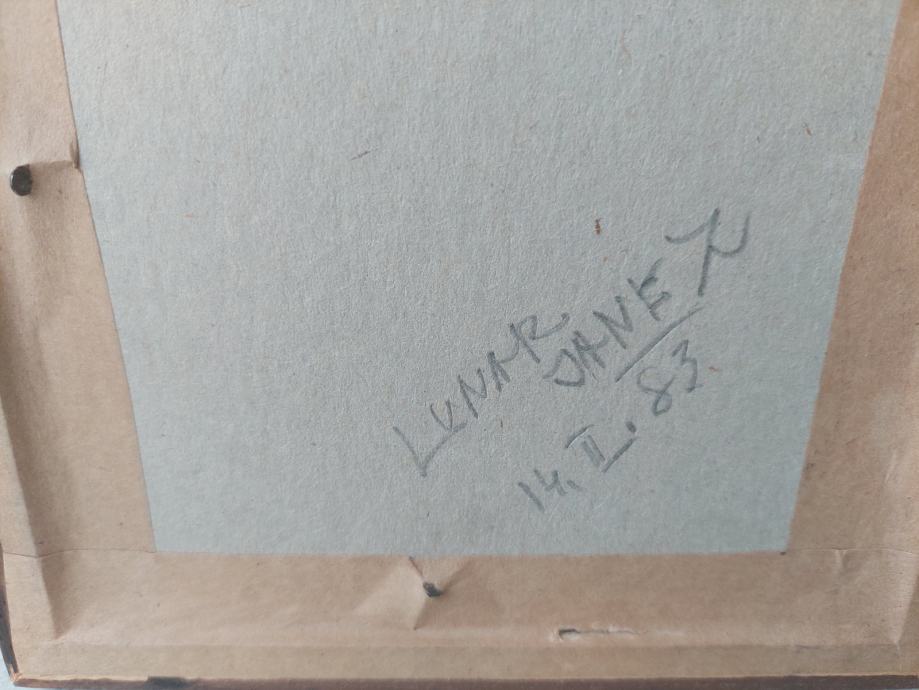 LUNAR
JANEZ
14. II. 83